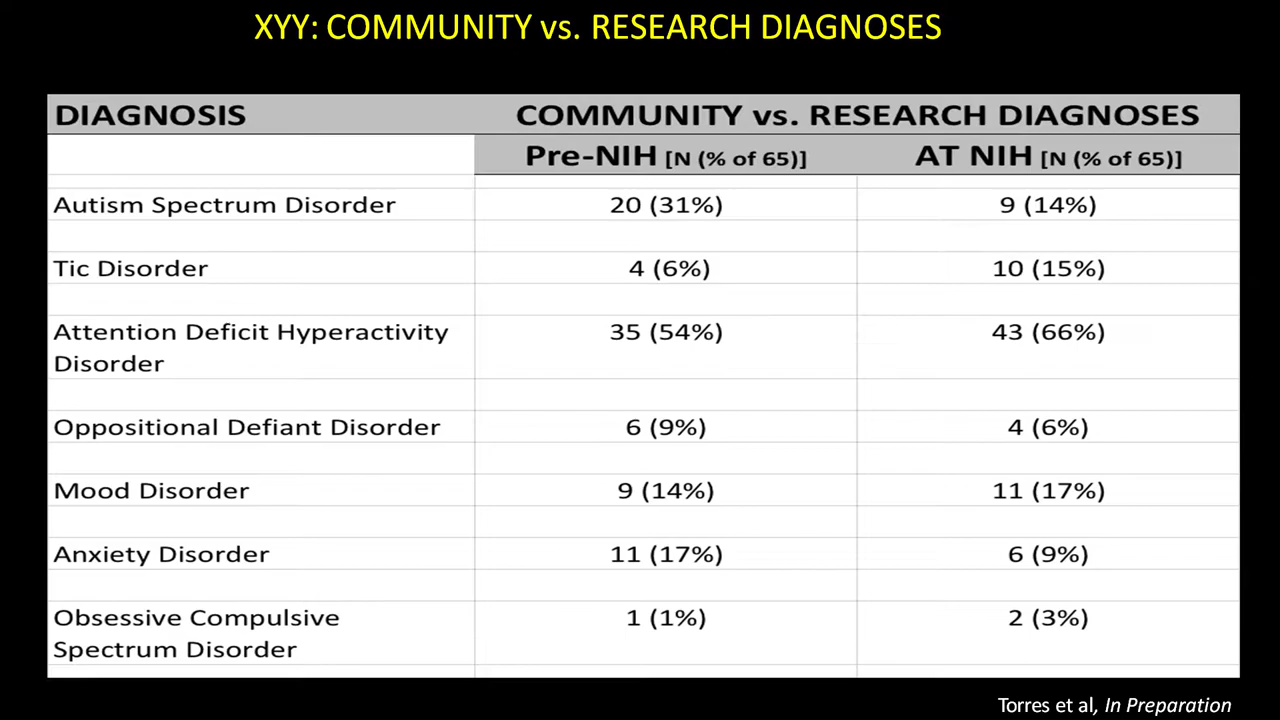 XYY: COMMUNITY vs. RESEARCH DIAGNOSES
DIAGNOSIS COMMUNITY vs. RESEARCH DIAGNOSES
Pre-NIH [N (% of 65)] AT NIH [N (% of 65)]
Autism Spectrum Disorder 20 (31%) 9 (14%)
Tic Disorder 4 (6%) 10 (15%)
Attention Deficit Hyperactivity 35 (54%) 43 (66%)
Disorder
Oppositional Defiant Disorder 6 (9%) 4 (6%)
Mood Disorder 9 (14%) 11 (17%)
Anxiety Disorder 11 (17%) 6 (9%)
Obsessive Compulsive 1 (1%) 2 (3%)
Spectrum Disorder
Torres et al, In Preparation